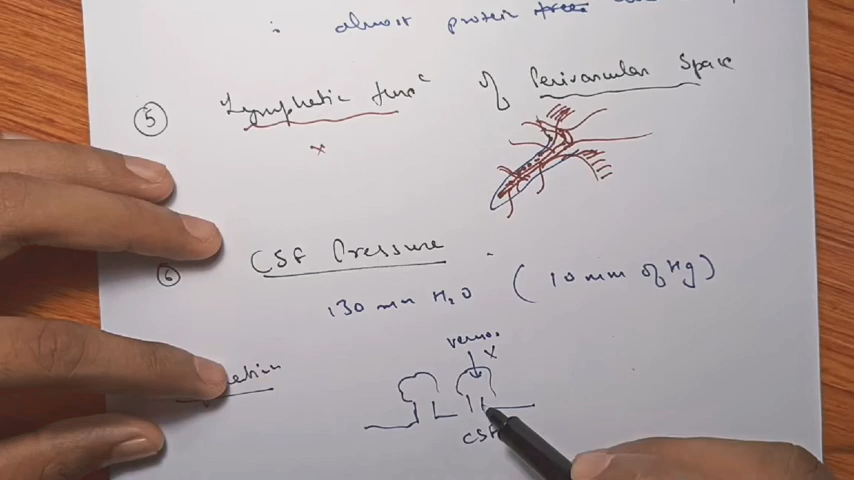 : almost protein free
⑤ Lymphatic funcⁿ of Perivascular Space
x
⑥ CSF Pressure -
130 mm H₂O (10 mm of Hg)
venous
x
CSF